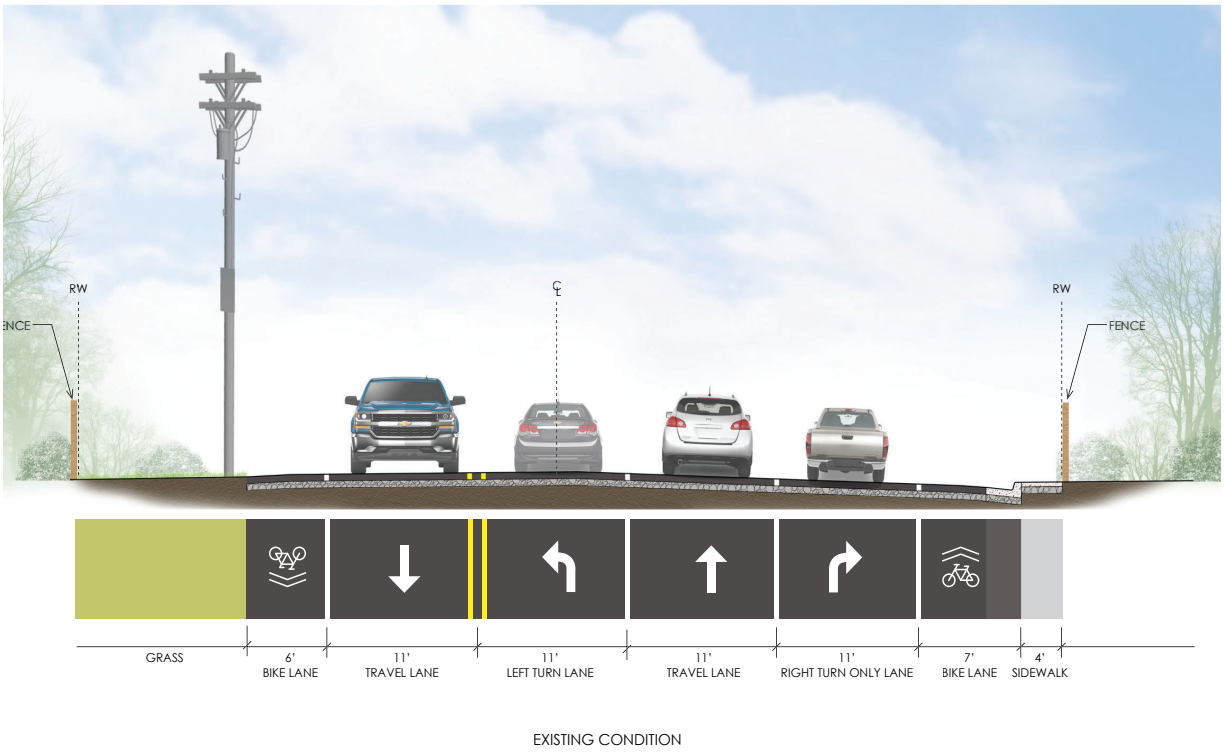 RW
℄
RW
ENCE
FENCE
GRASS
6’
BIKE LANE
11’
TRAVEL LANE
11’
LEFT TURN LANE
11’
TRAVEL LANE
11’
RIGHT TURN ONLY LANE
7’
BIKE LANE
4’
SIDEWALK
EXISTING CONDITION